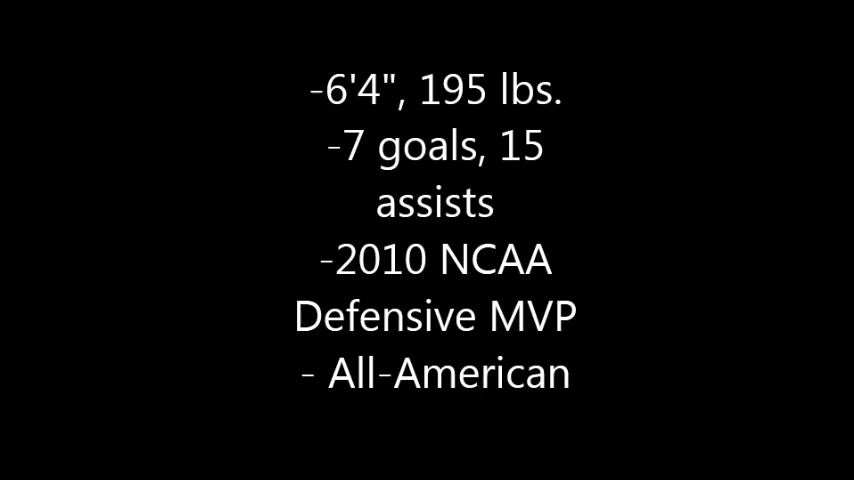 -6'4", 195 lbs.
-7 goals, 15
assists
-2010 NCAA
Defensive MVP
- All-American